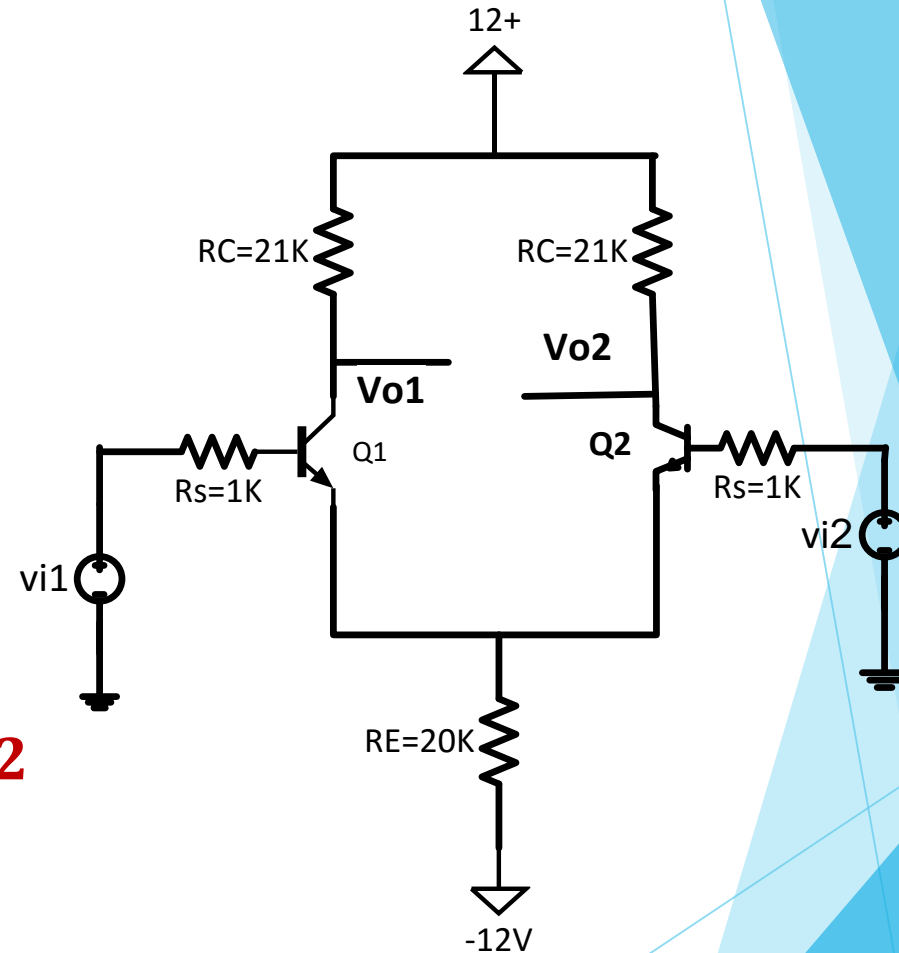 12+
RC=21K
RC=21K
Vo2
Vo1
Q1
Q2
Rs=1K
Rs=1K
vi2
vi1
2
RE=20K
-12V